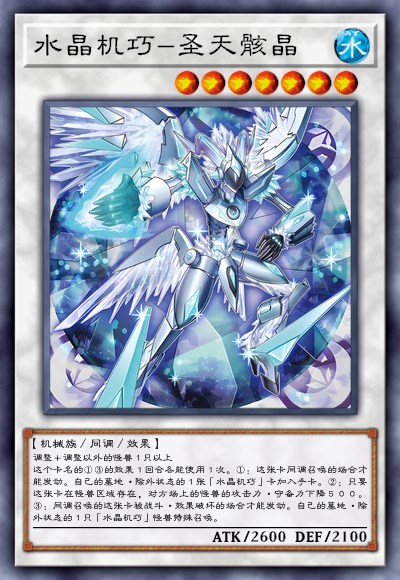 水晶机巧-圣天骸晶
水
【机械族/同调/效果】
调整＋调整以外的怪兽1只以上
这个卡名的①③的效果1回合各能使用1次。①：这张卡同调召唤的场合才
能发动。自己的墓地·除外状态的1张「水晶机巧」卡加入手卡。②：只要
这张卡在怪兽区域存在，对方场上的怪兽的攻击力·守备力下降500。
③：同调召唤的这张卡被战斗·效果破坏的场合才能发动。自己的墓地·除
外状态的1只「水晶机巧」怪兽特殊召唤。
ATK/2600 DEF/2100